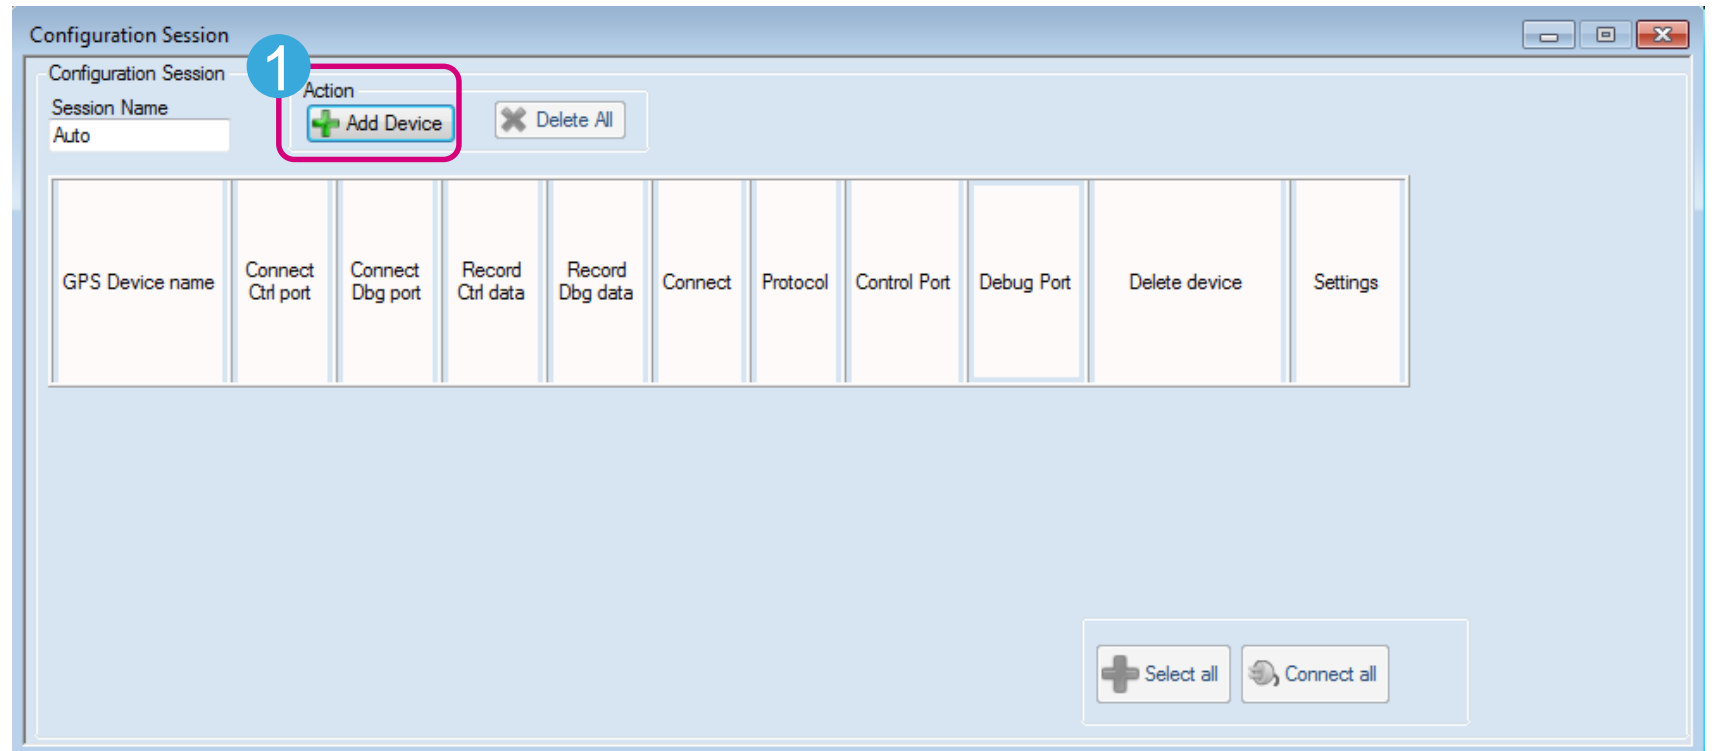 Configuration Session
Configuration Session
1
Session Name
Auto
Action
Add Device
Delete All
GPS Device name
Connect
Ctrl port
Connect
Dbg port
Record
Ctrl data
Record
Dbg data
Connect
Protocol
Control Port
Debug Port
Delete device
Settings
Select all
Connect all